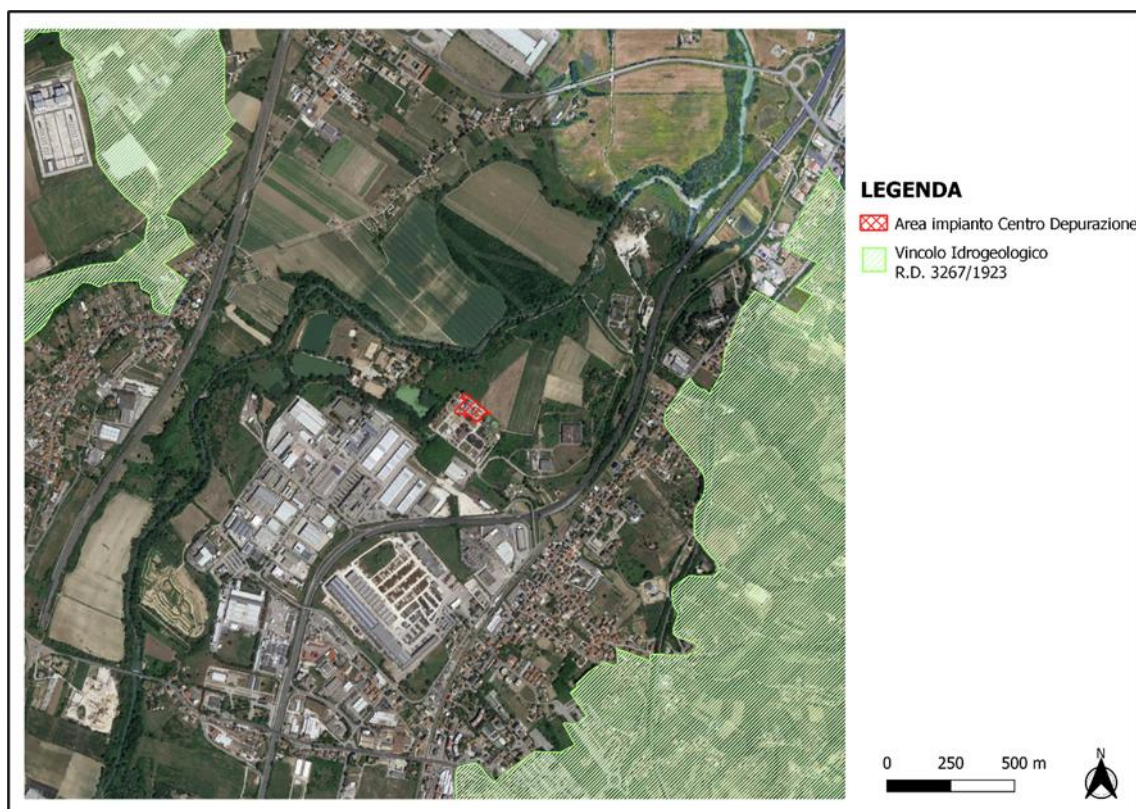 LEGENDA
Area impianto Centro Depurazione
Vincolo Idrogeologico
R.D. 3267/1923
0 250 500 m
N